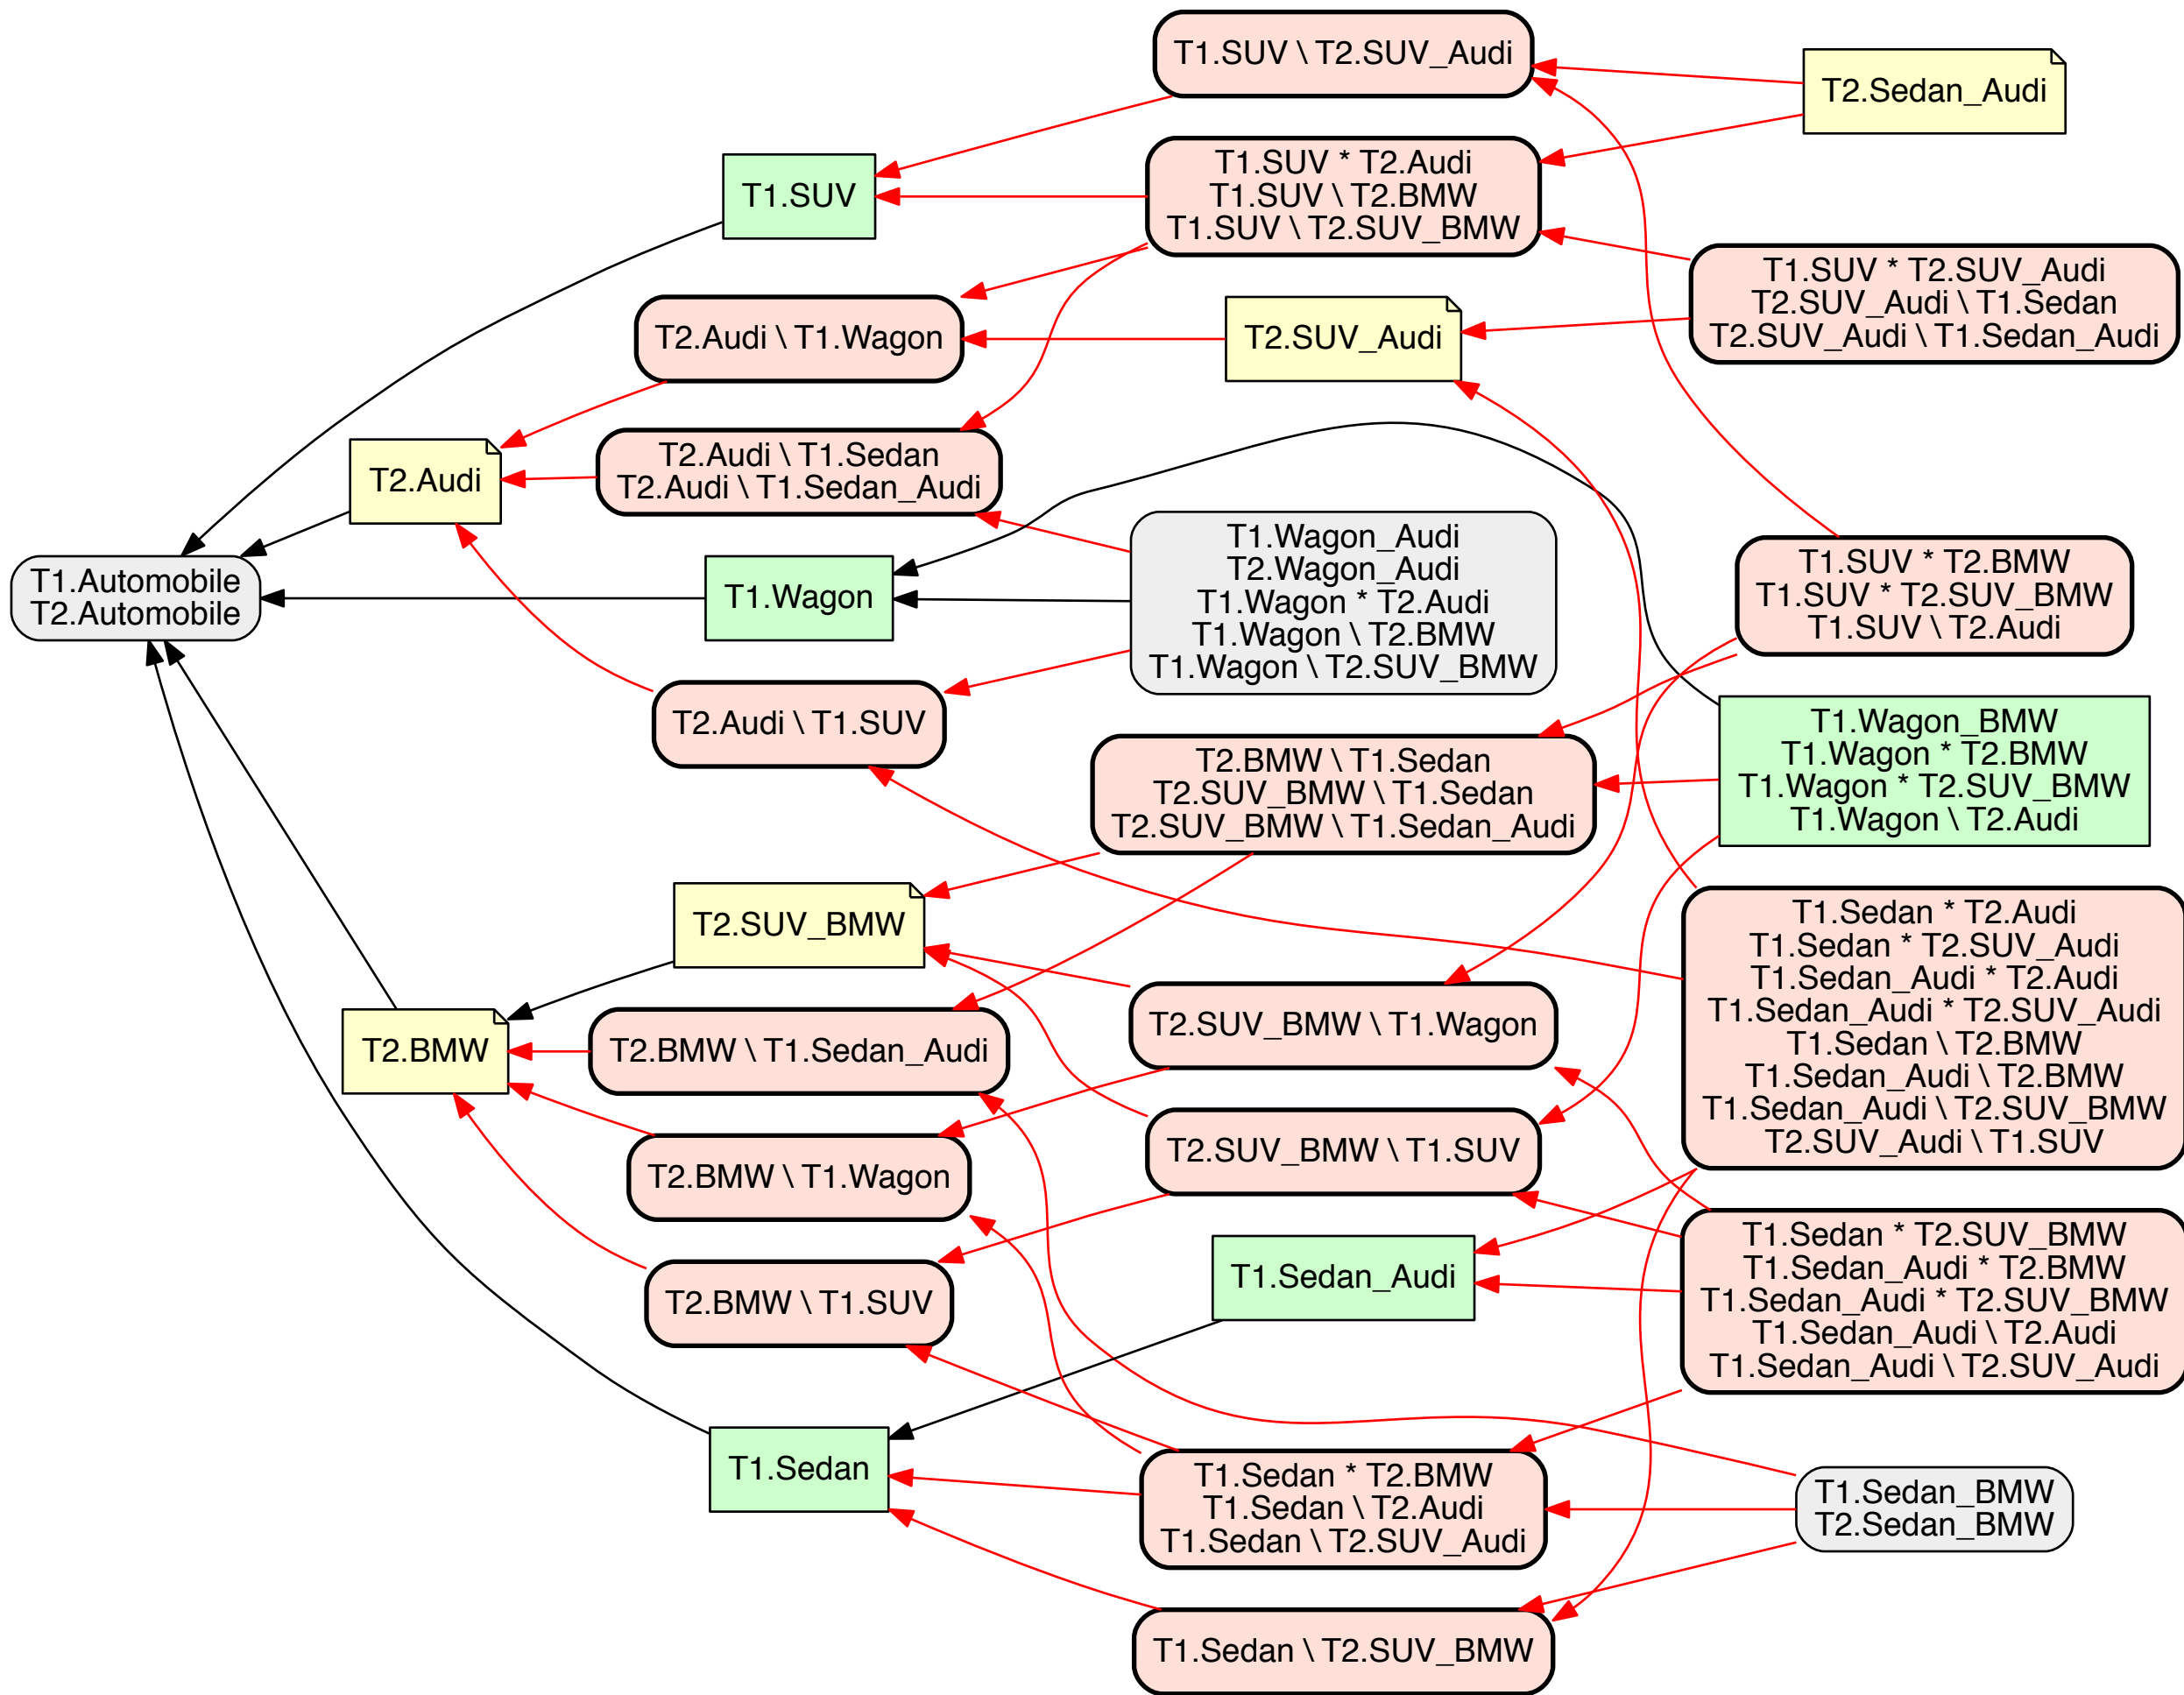 T1.SUV \ T2.SUV_Audi
T2.Sedan_Audi
T1.SUV
T1.SUV * T2.Audi
T1.SUV \ T2.BMW
T1.SUV \ T2.SUV_BMW
T1.SUV * T2.SUV_Audi
T2.SUV_Audi \ T1.Sedan
T2.SUV_Audi \ T1.Sedan_Audi
T2.Audi \ T1.Wagon
T2.SUV_Audi
T2.Audi
T2.Audi \ T1.Sedan
T2.Audi \ T1.Sedan_Audi
T1.Automobile
T2.Automobile
T1.Wagon
T1.Wagon_Audi
T2.Wagon_Audi
T1.Wagon * T2.Audi
T1.Wagon \ T2.BMW
T1.Wagon \ T2.SUV_BMW
T1.SUV * T2.BMW
T1.SUV * T2.SUV_BMW
T1.SUV \ T2.Audi
T2.Audi \ T1.SUV
T2.BMW \ T1.Sedan
T2.SUV_BMW \ T1.Sedan
T2.SUV_BMW \ T1.Sedan_Audi
T1.Wagon_BMW
T1.Wagon * T2.BMW
T1.Wagon * T2.SUV_BMW
T1.Wagon \ T2.Audi
T2.SUV_BMW
T1.Sedan * T2.Audi
T1.Sedan * T2.SUV_Audi
T1.Sedan_Audi * T2.Audi
T1.Sedan_Audi * T2.SUV_Audi
T1.Sedan \ T2.BMW
T1.Sedan_Audi \ T2.BMW
T1.Sedan_Audi \ T2.SUV_BMW
T2.SUV_Audi \ T1.SUV
T2.BMW
T2.BMW \ T1.Sedan_Audi
T2.SUV_BMW \ T1.Wagon
T2.BMW \ T1.Wagon
T2.SUV_BMW \ T1.SUV
T2.BMW \ T1.SUV
T1.Sedan_Audi
T1.Sedan * T2.SUV_BMW
T1.Sedan_Audi * T2.BMW
T1.Sedan_Audi * T2.SUV_BMW
T1.Sedan_Audi \ T2.Audi
T1.Sedan_Audi \ T2.SUV_Audi
T1.Sedan
T1.Sedan * T2.BMW
T1.Sedan \ T2.Audi
T1.Sedan \ T2.SUV_Audi
T1.Sedan_BMW
T2.Sedan_BMW
T1.Sedan \ T2.SUV_BMW